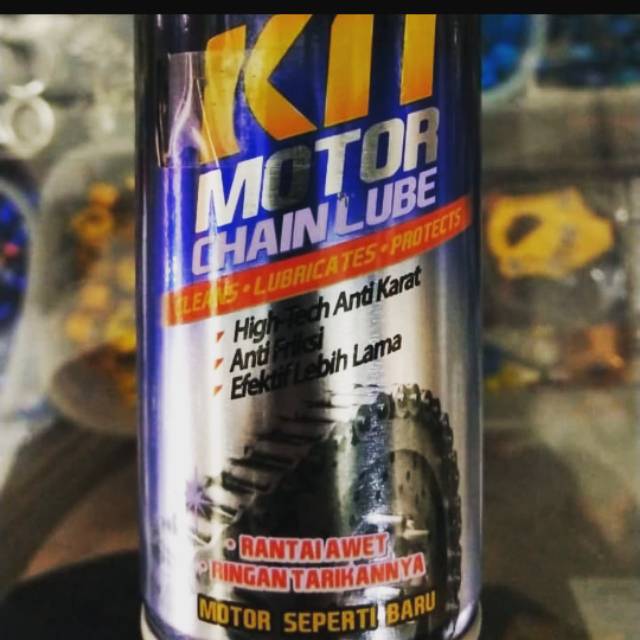 KIT
MOTOR
CHAIN LUBE
CLEANS • LUBRICATES • PROTECTS
High-Tech Anti Karat
Anti Friksi
Efektif Lebih Lama
• RANTAI AWET
• RINGAN TARIKANNYA
MOTOR SEPERTI BARU